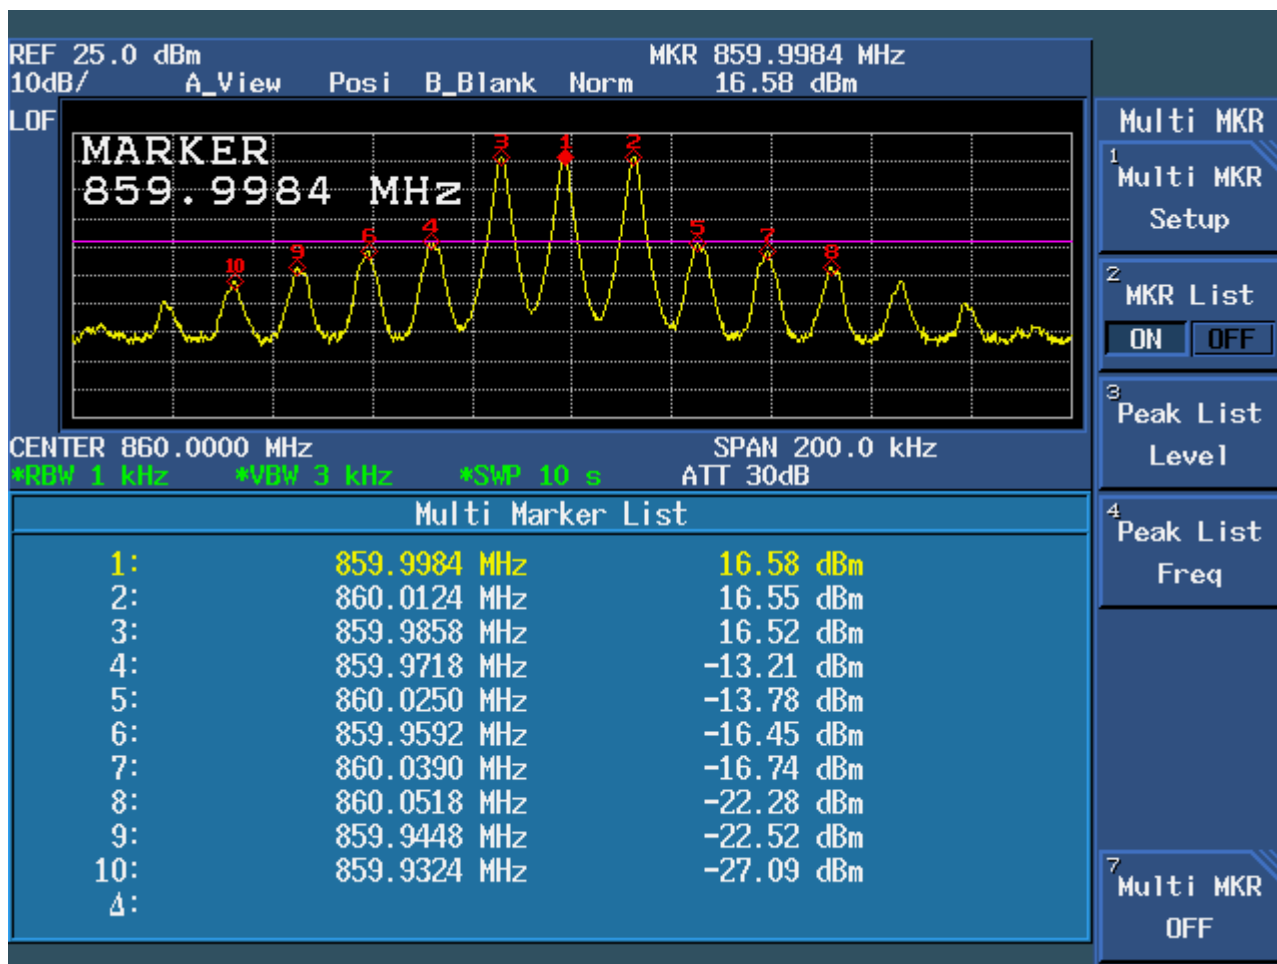 REF 25.0 dBm MKR 859.9984 MHz
10dB/ A_View Posi B_Blank Norm 16.58 dBm
LOF
MARKER
859.9984 MHz
3 1 2
4 5
6 7
9 8
10
CENTER 860.0000 MHz SPAN 200.0 kHz
*RBW 1 kHz *VBW 3 kHz *SWP 10 s ATT 30dB
Multi Marker List
1: 859.9984 MHz 16.58 dBm
2: 860.0124 MHz 16.55 dBm
3: 859.9858 MHz 16.52 dBm
4: 859.9718 MHz -13.21 dBm
5: 860.0250 MHz -13.78 dBm
6: 859.9592 MHz -16.45 dBm
7: 860.0390 MHz -16.74 dBm
8: 860.0518 MHz -22.28 dBm
9: 859.9448 MHz -22.52 dBm
10: 859.9324 MHz -27.09 dBm
Δ:
Multi MKR
1
Multi MKR
Setup
2
MKR List
ON OFF
3
Peak List
Level
4
Peak List
Freq
7
Multi MKR
OFF